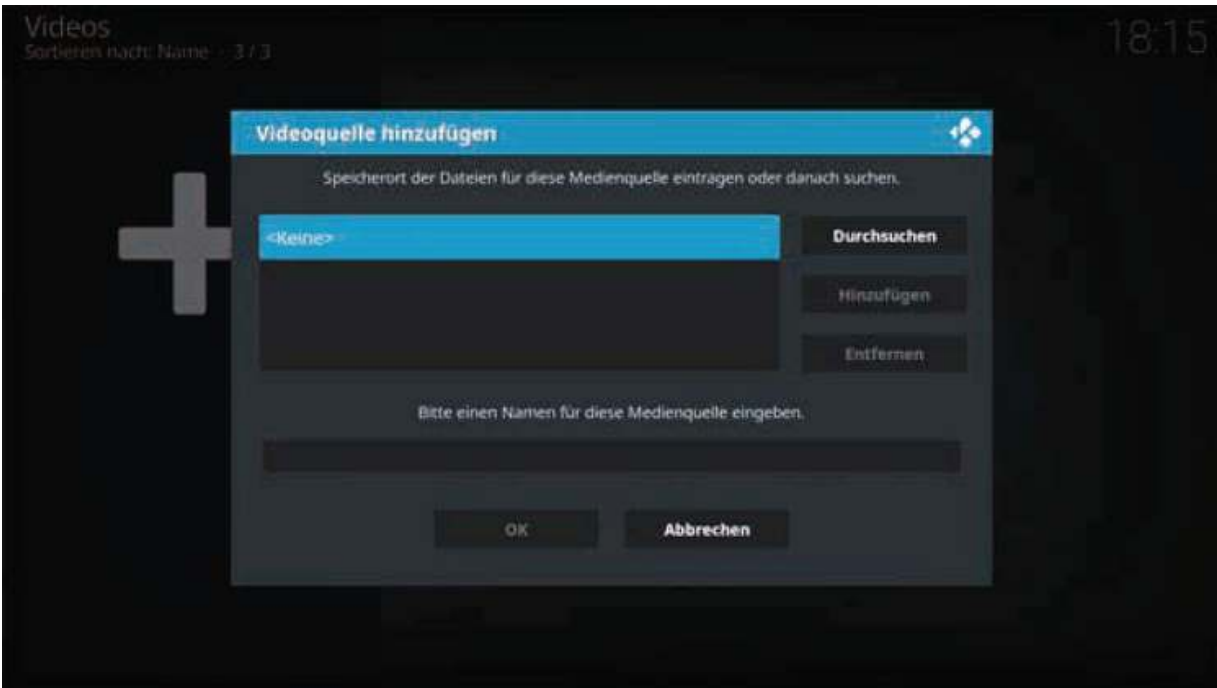 Videos
Sortieren nach: Name · 3 / 3
18:15
Videoquelle hinzufügen
Speicherort der Dateien für diese Medienquelle eintragen oder danach suchen.
<Keine>
Durchsuchen
Hinzufügen
Entfernen
Bitte einen Namen für diese Medienquelle eingeben.
OK
Abbrechen